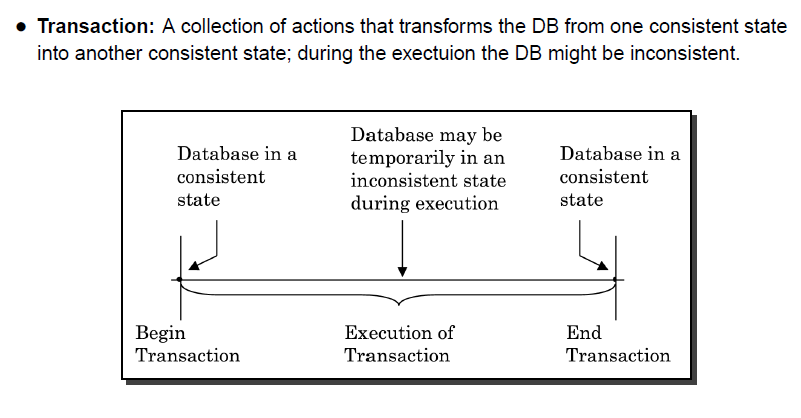 ● Transaction: A collection of actions that transforms the DB from one consistent state
into another consistent state; during the exectuion the DB might be inconsistent.
Database in a
consistent
state
Database may be
temporarily in an
inconsistent state
during execution
Database in a
consistent
state
Begin
Transaction
Execution of
Transaction
End
Transaction